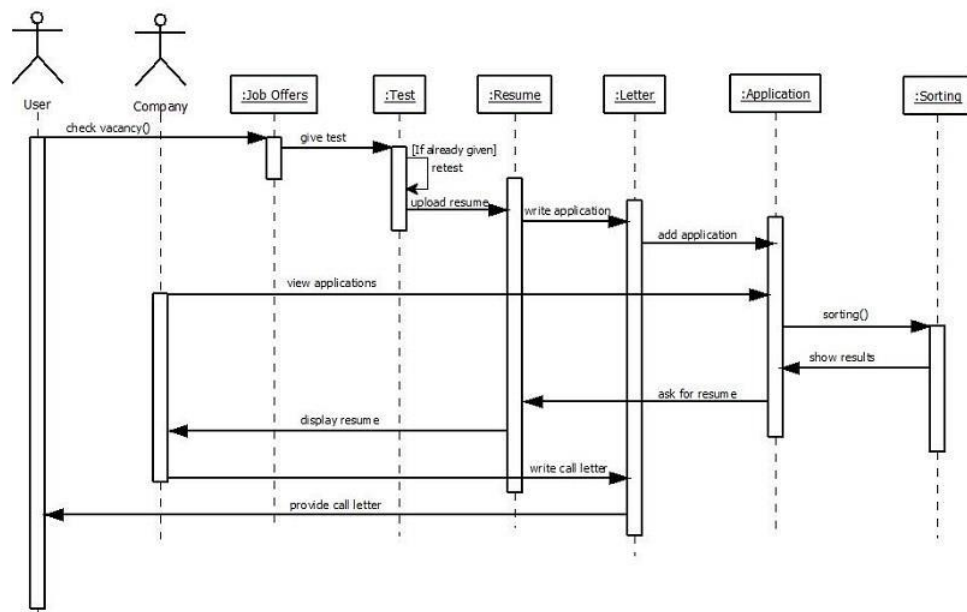 User
Company
:Job Offers
:Test
:Resume
:Letter
:Application
:Sorting
check vacancy()
give test
[If already given]
retest
upload resume
write application
add application
view applications
sorting()
show results
ask for resume
display resume
write call letter
provide call letter